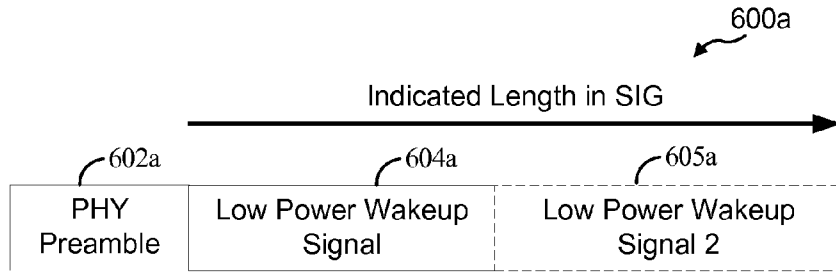 600a
Indicated Length in SIG
602a
604a
605a
PHY
Preamble
Low Power Wakeup
Signal
Low Power Wakeup
Signal 2